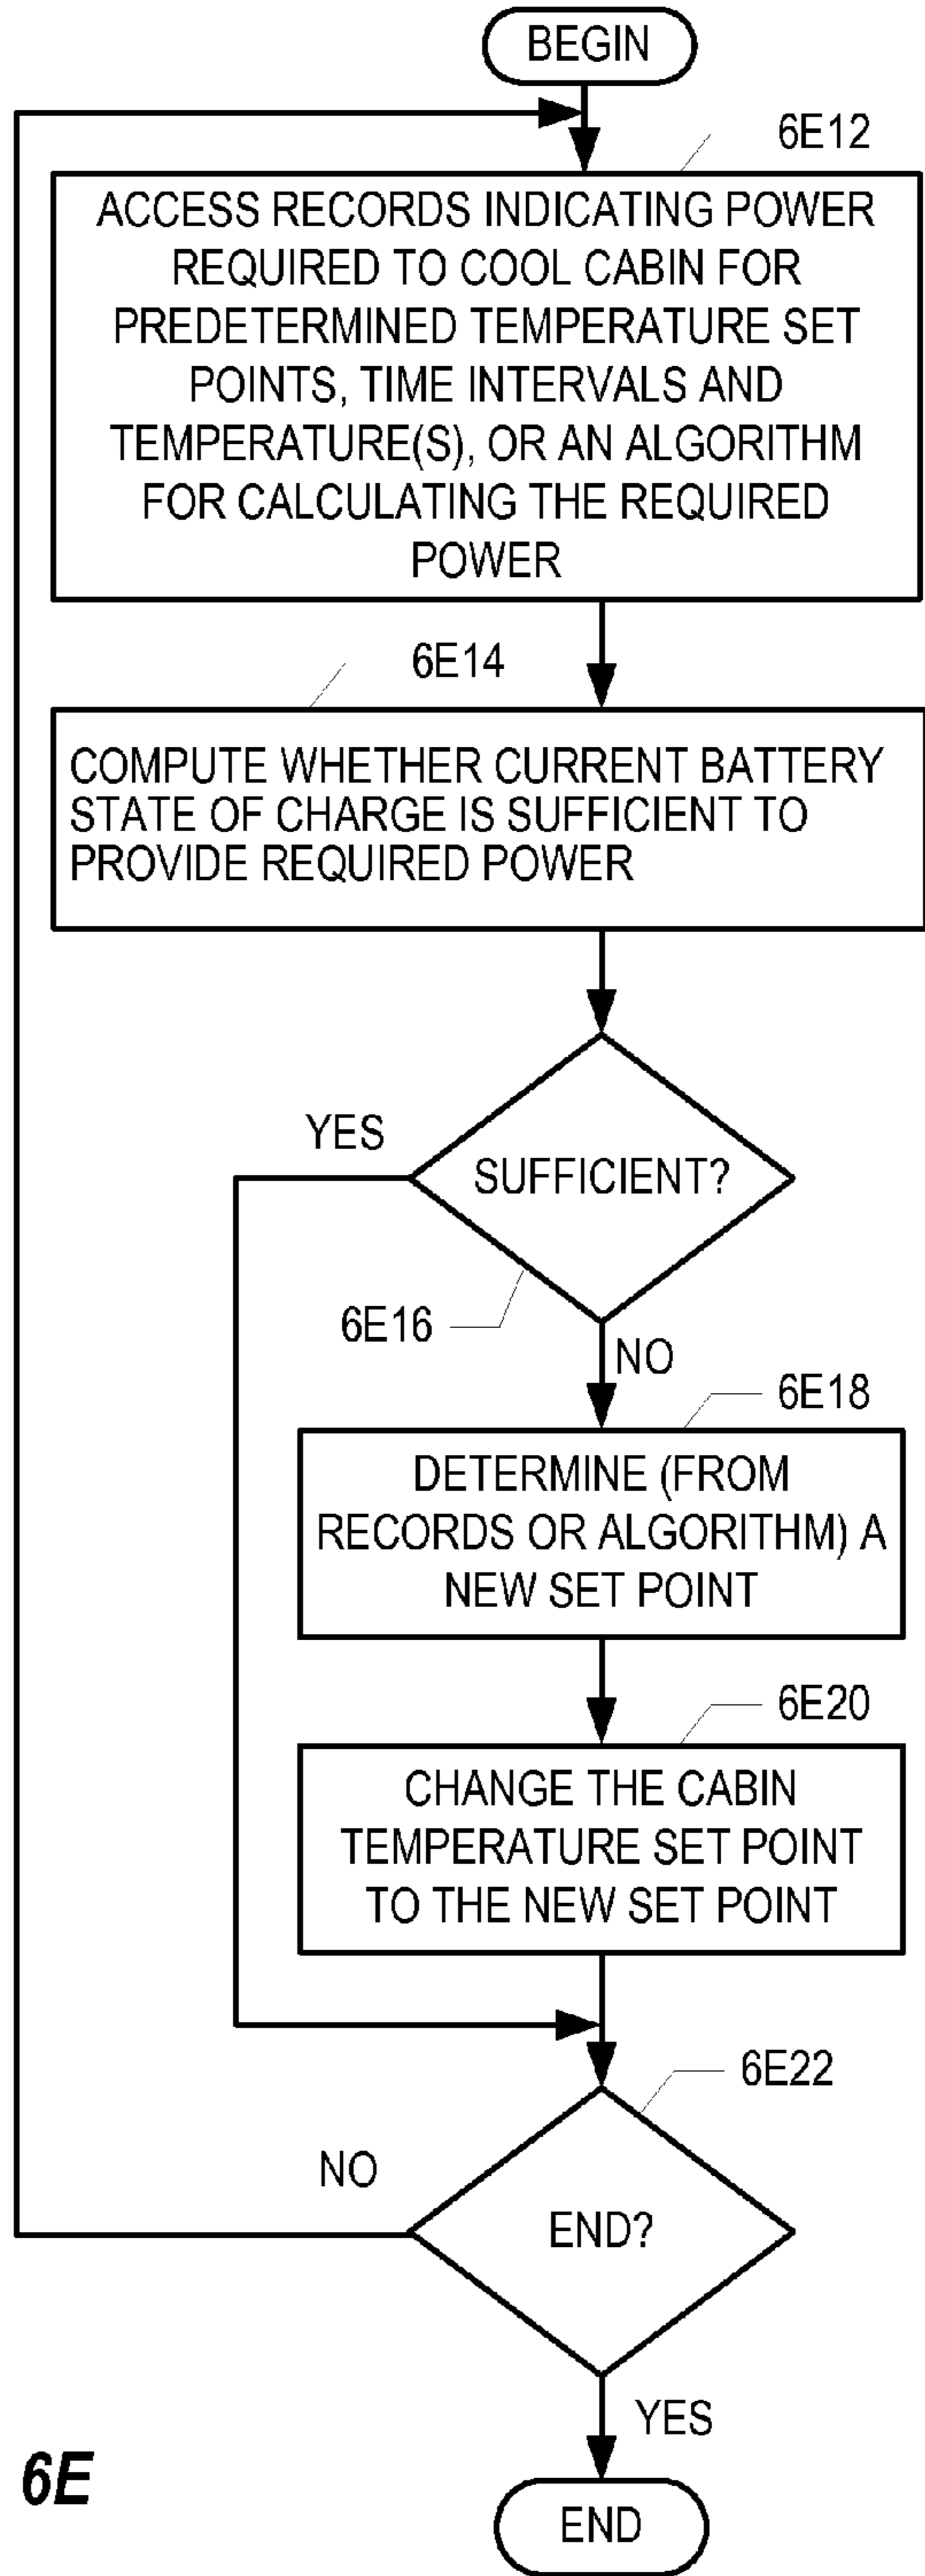 BEGIN
6E12
ACCESS RECORDS INDICATING POWER
REQUIRED TO COOL CABIN FOR
PREDETERMINED TEMPERATURE SET
POINTS, TIME INTERVALS AND
TEMPERATURE(S), OR AN ALGORITHM
FOR CALCULATING THE REQUIRED
POWER
6E14
COMPUTE WHETHER CURRENT BATTERY
STATE OF CHARGE IS SUFFICIENT TO
PROVIDE REQUIRED POWER
YES
SUFFICIENT?
6E16
NO
6E18
DETERMINE (FROM
RECORDS OR ALGORITHM) A
NEW SET POINT
6E20
CHANGE THE CABIN
TEMPERATURE SET POINT
TO THE NEW SET POINT
6E22
NO
END?
YES
6E
END